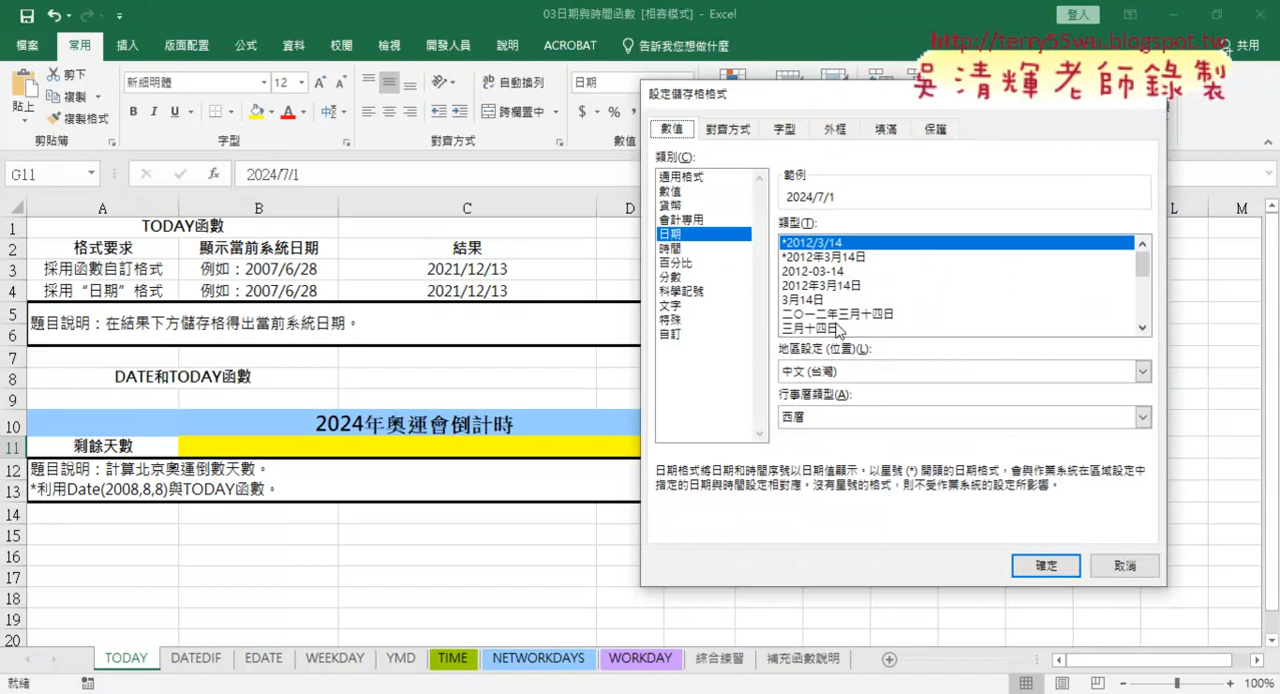 03日期與時間函數 [相容模式] - Excel
登入
檔案 常用 插入 版面配置 公式 資料 校閱 檢視 開發人員 說明 ACROBAT 告訴我您想做什麼 共用
http://terry55wu.blogspot.tw
吳清輝老師錄製
貼上 剪下 複製 複製格式
新細明體 12
B I U
自動換列
跨欄置中
日期
$ %
剪貼簿 字型 對齊方式 數值
G11 fx 2024/7/1
A B C D L M
1 TODAY函數
2 格式要求 顯示當前系統日期 結果
3 採用函數自訂格式 例如：2007/6/28 2021/12/13
4 採用“日期”格式 例如：2007/6/28 2021/12/13
5
題目說明：在結果下方儲存格得出當前系統日期。
6
7
8 DATE和TODAY函數
9
10 2024年奧運會倒計時
11 剩餘天數
12 題目說明：計算北京奧運倒數天數。
13 *利用Date(2008,8,8)與TODAY函數。
14
15
16
17
18
19
20
設定儲存格格式
數值 對齊方式 字型 外框 填滿 保護
類別(C):
通用格式
數值
貨幣
會計專用
日期
時間
百分比
分數
科學記號
文字
特殊
自訂
範例
2024/7/1
類型(T):
*2012/3/14
*2012年3月14日
2012-03-14
2012年3月14日
3月14日
二○一二年三月十四日
三月十四日
地區設定 (位置)(L):
中文 (台灣)
行事曆類型(A):
西曆
日期格式總日期和時間序號以日期值顯示。以星號 (*) 開頭的日期格式，會與作業系統在區域設定中
指定的日期與時間設定相對應。沒有星號的格式，則不受作業系統的設定所影響。
確定 取消
TODAY DATEDIF EDATE WEEKDAY YMD TIME NETWORKDAYS WORKDAY 綜合練習 補充函數說明
就緒 100%